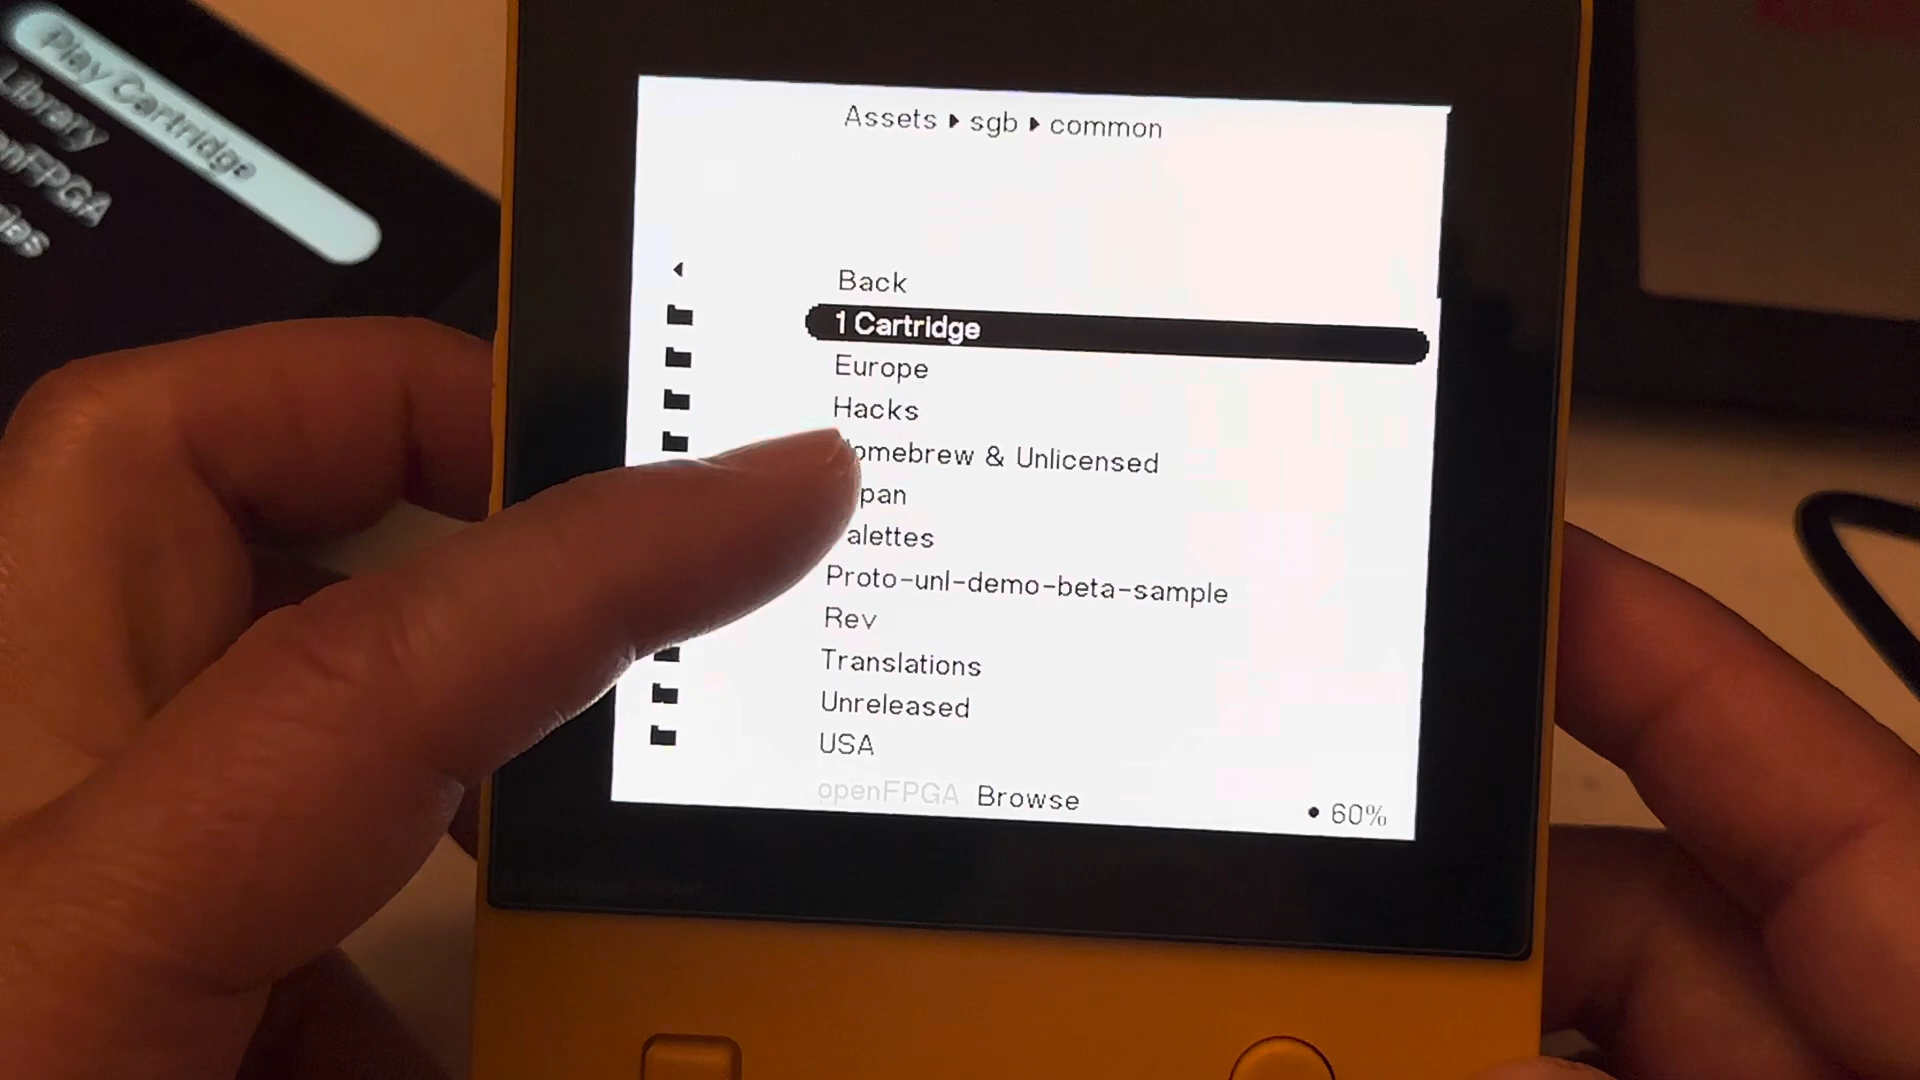 Play Cartridge
Library
Assets ▸ sgb ▸ common
Back
1 Cartridge
Europe
Hacks
omebrew & Unlicensed
pan
alettes
Proto-unl-demo-beta-sample
Rev
Translations
Unreleased
USA
openFPGA Browse
• 60%